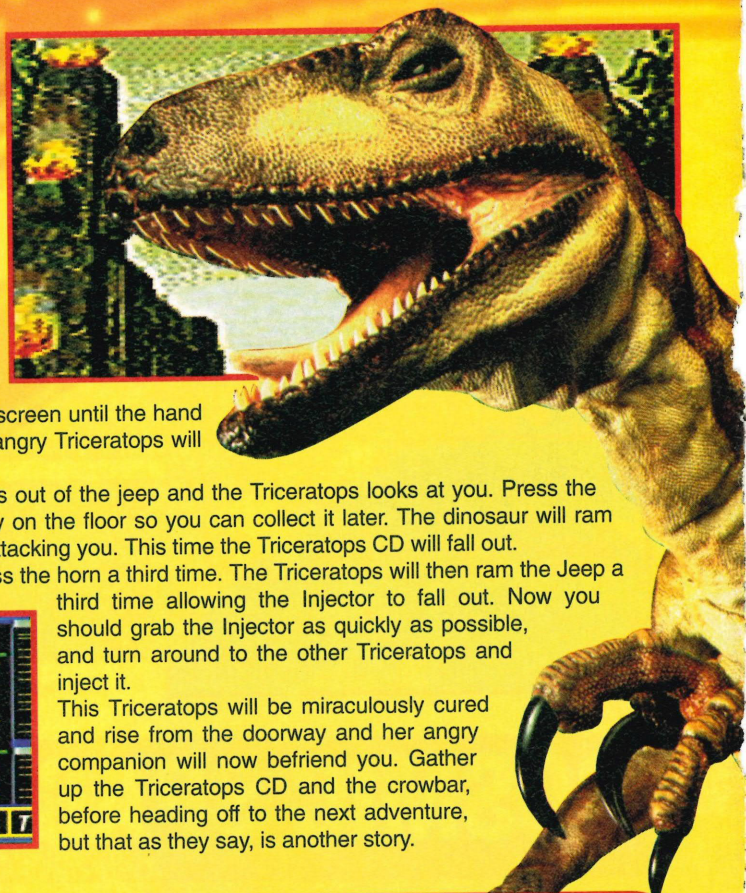 screen until the hand
angry Triceratops will
s out of the jeep and the Triceratops looks at you. Press the
on the floor so you can collect it later. The dinosaur will ram
ttacking you. This time the Triceratops CD will fall out.
ss the horn a third time. The Triceratops will then ram the Jeep a
third time allowing the Injector to fall out. Now you
should grab the Injector as quickly as possible,
and turn around to the other Triceratops and
inject it.
This Triceratops will be miraculously cured
and rise from the doorway and her angry
companion will now befriend you. Gather
up the Triceratops CD and the crowbar,
before heading off to the next adventure,
but that as they say, is another story.
T